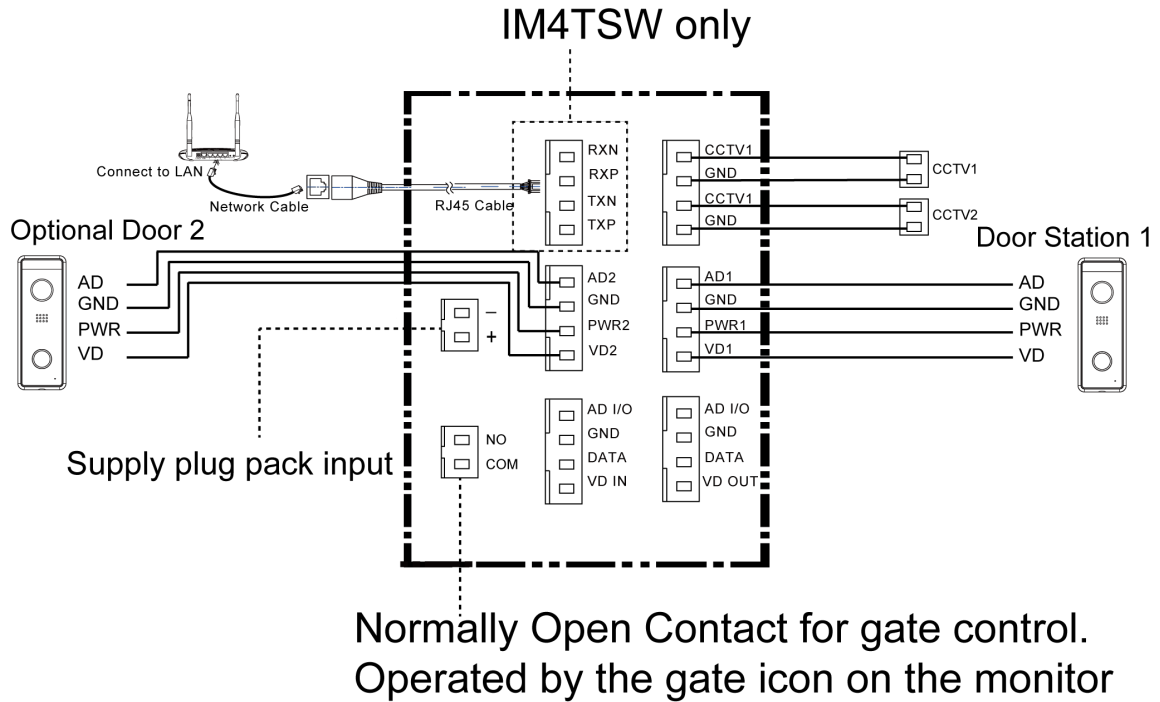 IM4TSW only
Connect to LAN
Network Cable
RJ45 Cable
RXN
RXP
TXN
TXP
CCTV1
GND
CCTV1
GND
CCTV1
CCTV2
Optional Door 2
Door Station 1
AD
GND
PWR
VD
−
+
AD2
GND
PWR2
VD2
AD1
GND
PWR1
VD1
AD
GND
PWR
VD
Supply plug pack input
NO
COM
AD I/O
GND
DATA
VD IN
AD I/O
GND
DATA
VD OUT
Normally Open Contact for gate control.
Operated by the gate icon on the monitor